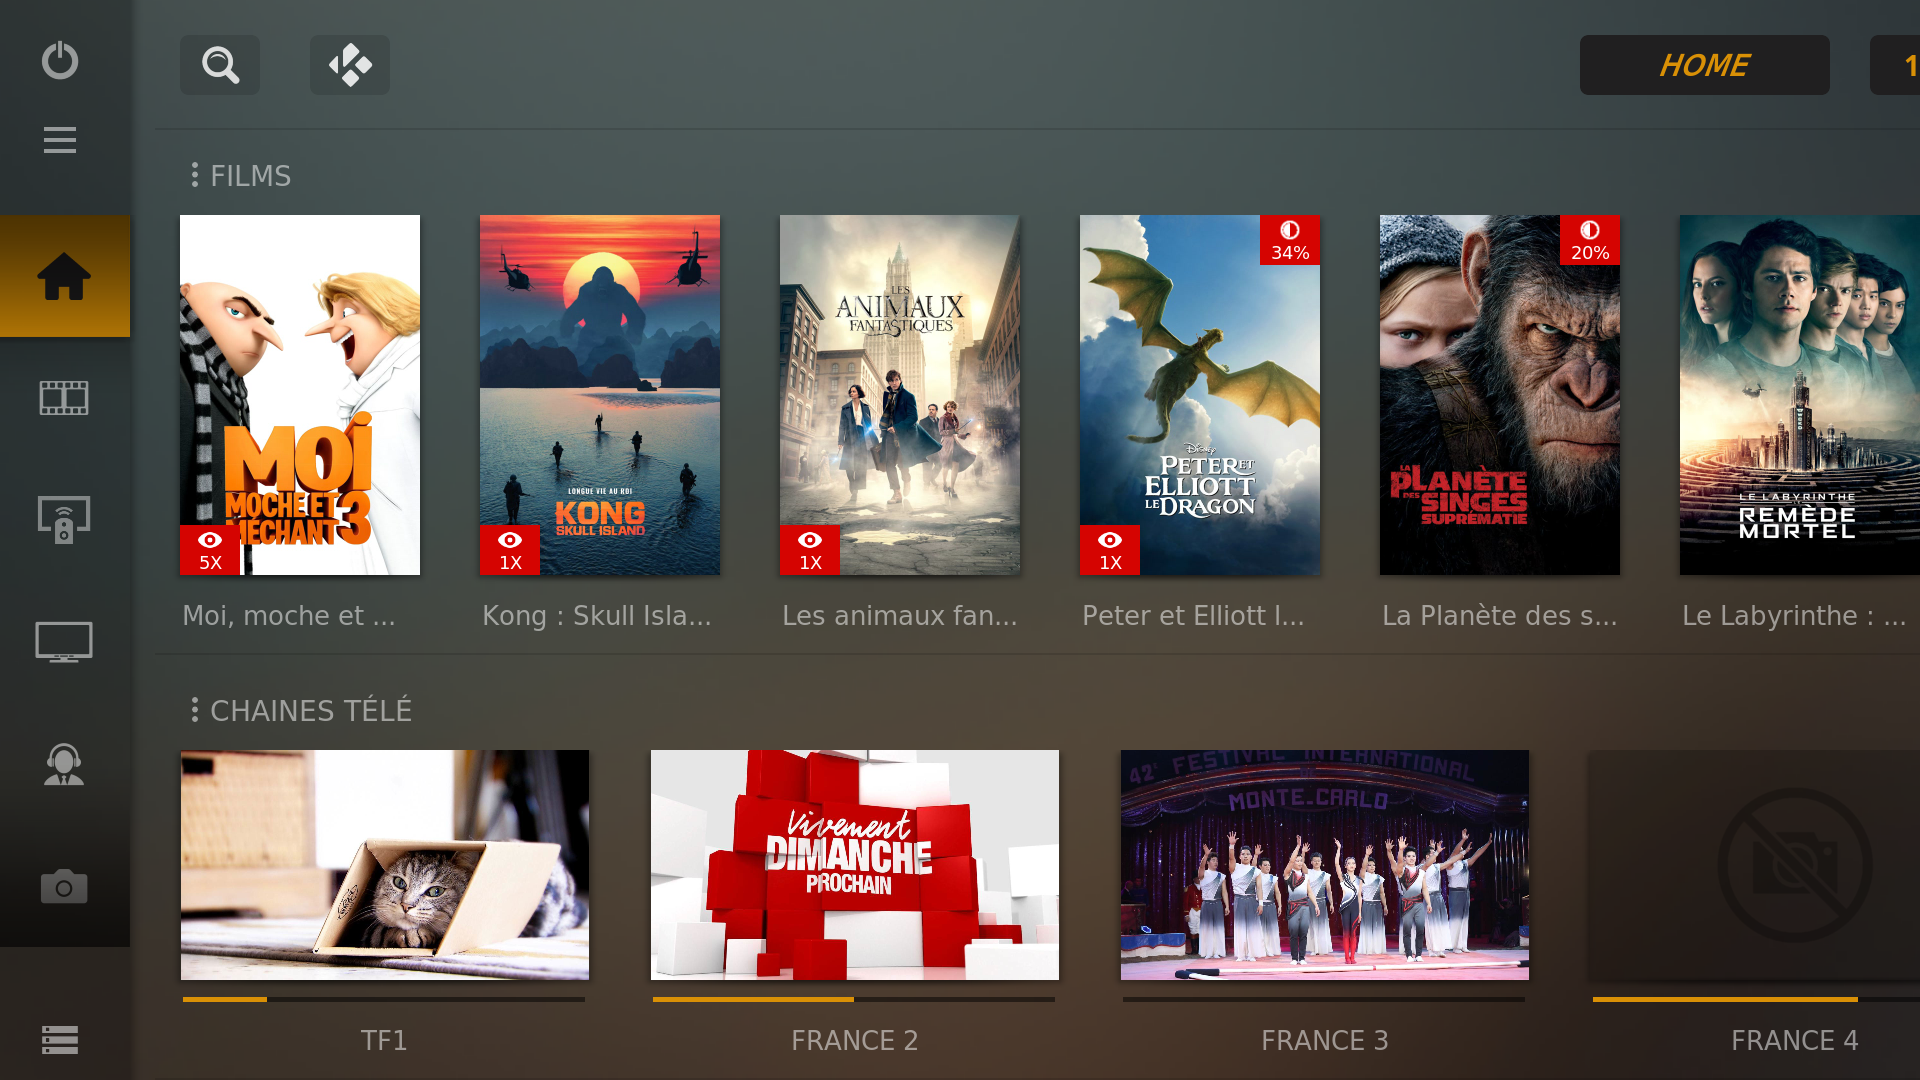 HOME
1
FILMS
MOI
MOCHE ET
MÉCHANT 3
5X
LONGUE VIE AU ROI
KONG
SKULL ISLAND
1X
LES
ANIMAUX
FANTASTIQUES
1X
34%
DISNEY
PETER ET
ELLIOTT
LE DRAGON
1X
20%
LA
PLANÈTE
DES SINGES
SUPREMATIE
LE LABYRINTHE
REMÈDE
MORTEL
Moi, moche et ...
Kong : Skull Isla...
Les animaux fan...
Peter et Elliott l...
La Planète des s...
Le Labyrinthe : ...
CHAINES TÉLÉ
Vivement
DIMANCHE
PROCHAIN
42e FESTIVAL INTERNATIONAL
DE
MONTE-CARLO
TF1
FRANCE 2
FRANCE 3
FRANCE 4